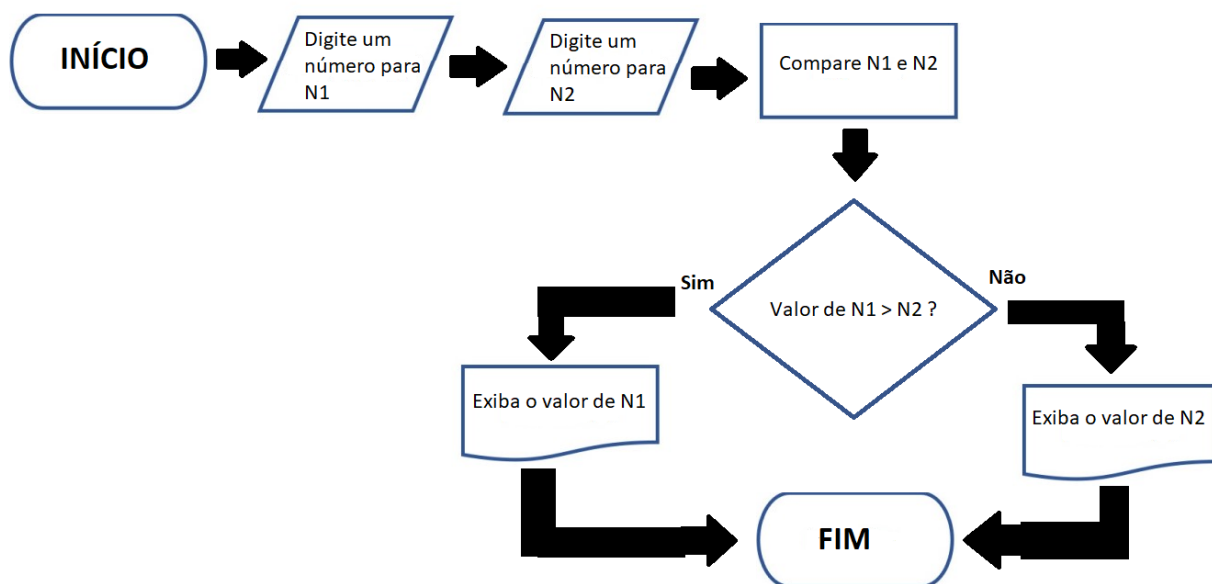 INÍCIO
Digite um
número para
N1
Digite um
número para
N2
Compare N1 e N2
Valor de N1 > N2 ?
Sim
Não
Exiba o valor de N1
Exiba o valor de N2
FIM